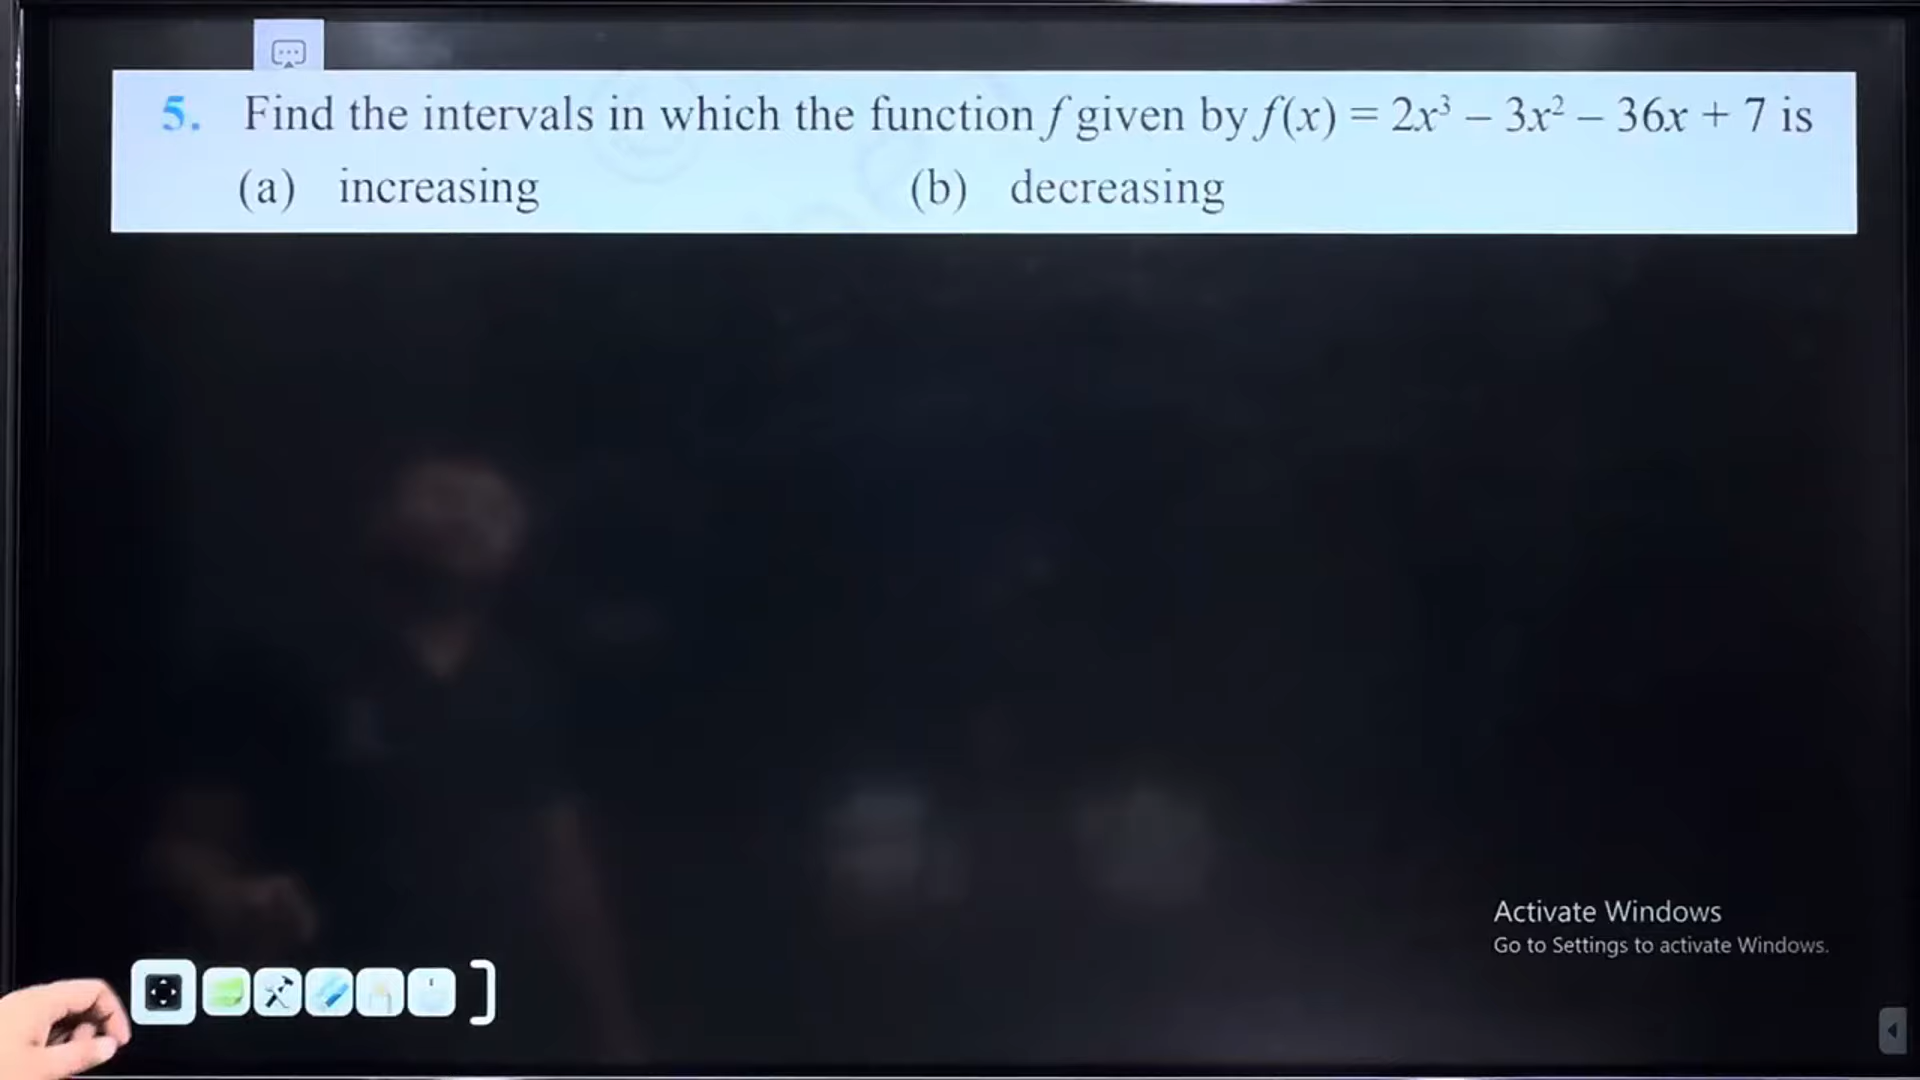 5. Find the intervals in which the function f given by f(x) = 2x³ – 3x² – 36x + 7 is
(a) increasing (b) decreasing
Activate Windows
Go to Settings to activate Windows.